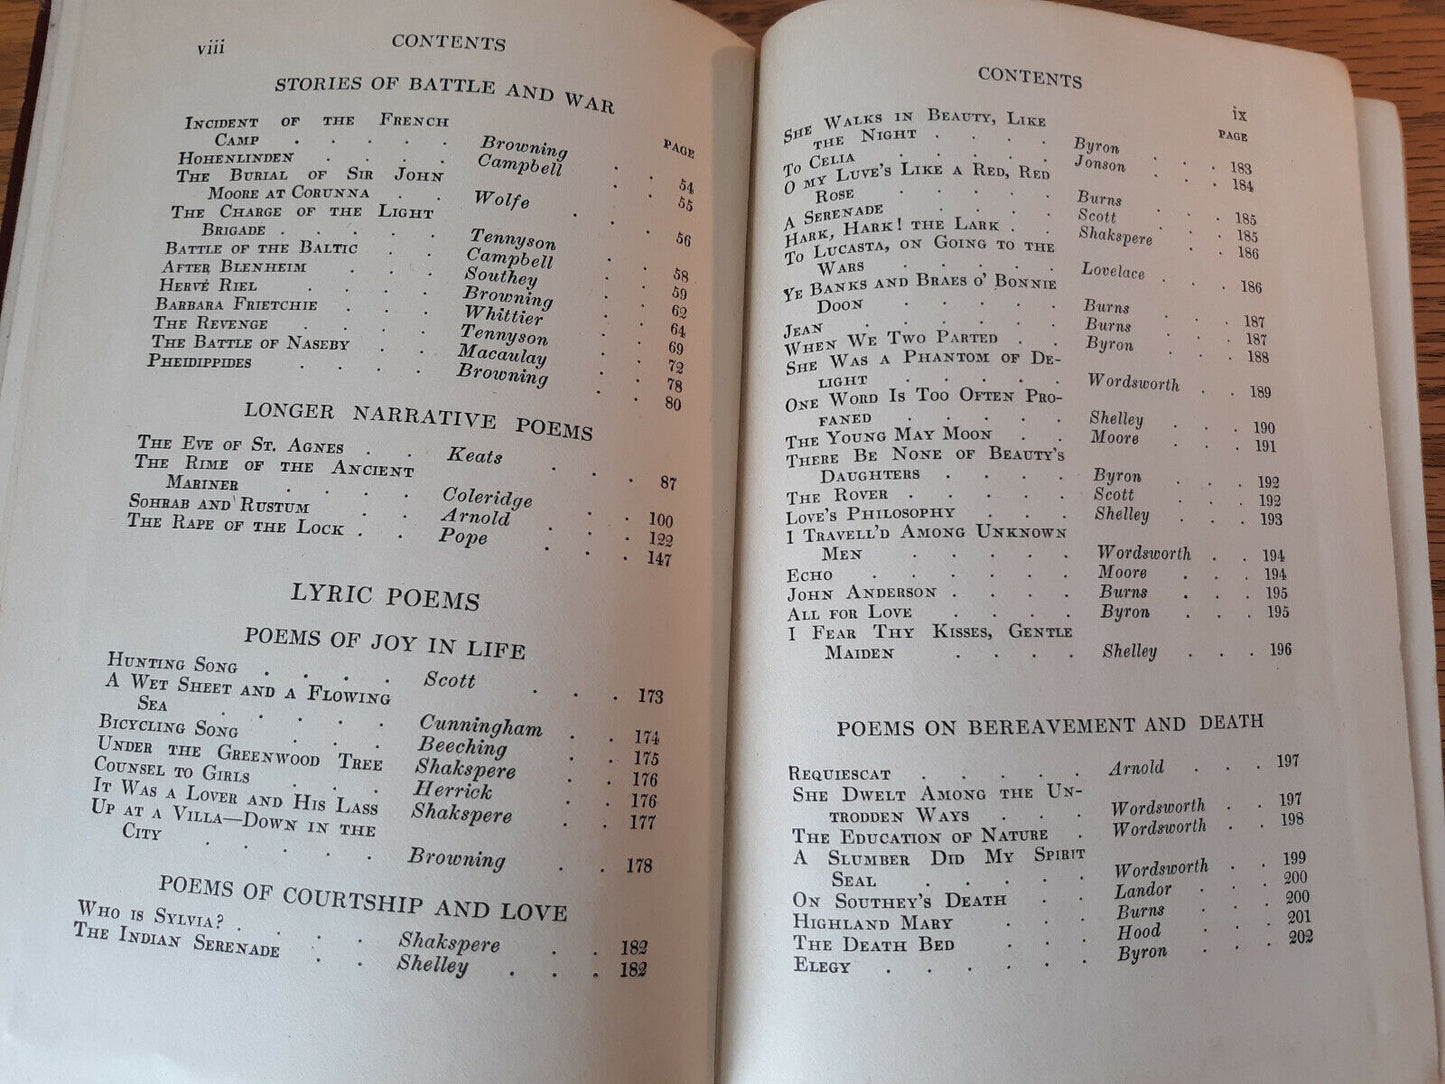 viii CONTENTS
STORIES OF BATTLE AND WAR
PAGE
INCIDENT OF THE FRENCH
CAMP . . . . . Browning . . 54
HOHENLINDEN . . . . Campbell . . 55
THE BURIAL OF SIR JOHN
MOORE AT CORUNNA . . Wolfe . . 56
THE CHARGE OF THE LIGHT
BRIGADE . . . . . Tennyson . . 58
BATTLE OF THE BALTIC . . Campbell . . 59
AFTER BLENHEIM . . . Southey . . 62
HERVÉ RIEL . . . . Browning . . 64
BARBARA FRIETCHIE . . . Whittier . . 69
THE REVENGE . . . . Tennyson . . 72
THE BATTLE OF NASEBY . . Macaulay . . 78
PHEIDIPPIDES . . . . Browning . . 80
LONGER NARRATIVE POEMS
THE EVE OF ST. AGNES . . Keats . . . 87
THE RIME OF THE ANCIENT
MARINER . . . . Coleridge . . 100
SOHRAB AND RUSTUM . . Arnold . . 122
THE RAPE OF THE LOCK . . Pope . . . 147
LYRIC POEMS
POEMS OF JOY IN LIFE
HUNTING SONG . . . . Scott . . . 173
A WET SHEET AND A FLOWING
SEA . . . . . Cunningham . . 174
BICYCLING SONG . . . Beeching . . 175
UNDER THE GREENWOOD TREE Shakspere . . 176
COUNSEL TO GIRLS . . . Herrick . . 176
IT WAS A LOVER AND HIS LASS Shakspere . . 177
UP AT A VILLA—DOWN IN THE
CITY . . . . . Browning . . 178
POEMS OF COURTSHIP AND LOVE
WHO IS SYLVIA? . . . . Shakspere . . 182
THE INDIAN SERENADE . . Shelley . . . 182
CONTENTS ix
PAGE
SHE WALKS IN BEAUTY, LIKE
THE NIGHT . . . . Byron . . . 183
TO CELIA . . . . . Jonson . . . 184
O MY LUVE'S LIKE A RED, RED
ROSE . . . . . Burns . . . 185
A SERENADE . . . . Scott . . . 185
HARK, HARK! THE LARK . . Shakspere . . 186
TO LUCASTA, ON GOING TO THE
WARS . . . . . Lovelace . . 186
YE BANKS AND BRAES O' BONNIE
DOON . . . . . Burns . . . 187
JEAN . . . . . . Burns . . . 187
WHEN WE TWO PARTED . . Byron . . . 188
SHE WAS A PHANTOM OF DE-
LIGHT . . . . . Wordsworth . . 189
ONE WORD IS TOO OFTEN PRO-
FANED . . . . . Shelley . . . 190
THE YOUNG MAY MOON . . Moore . . . 191
THERE BE NONE OF BEAUTY'S
DAUGHTERS . . . . Byron . . . 192
THE ROVER . . . . . Scott . . . 192
LOVE'S PHILOSOPHY . . . Shelley . . . 193
I TRAVELL'D AMONG UNKNOWN
MEN . . . . . Wordsworth . . 194
ECHO . . . . . . Moore . . . 194
JOHN ANDERSON . . . . Burns . . . 195
ALL FOR LOVE . . . . Byron . . . 195
I FEAR THY KISSES, GENTLE
MAIDEN . . . . Shelley . . . 196
POEMS ON BEREAVEMENT AND DEATH
REQUIESCAT . . . . . Arnold . . . 197
SHE DWELT AMONG THE UN-
TRODDEN WAYS . . . Wordsworth . . 197
THE EDUCATION OF NATURE . Wordsworth . . 198
A SLUMBER DID MY SPIRIT
SEAL . . . . . Wordsworth . . 199
ON SOUTHEY'S DEATH . . Landor . . . 200
HIGHLAND MARY . . . Burns . . . 200
THE DEATH BED . . . Hood . . . 201
ELEGY . . . . . . Byron . . . 202